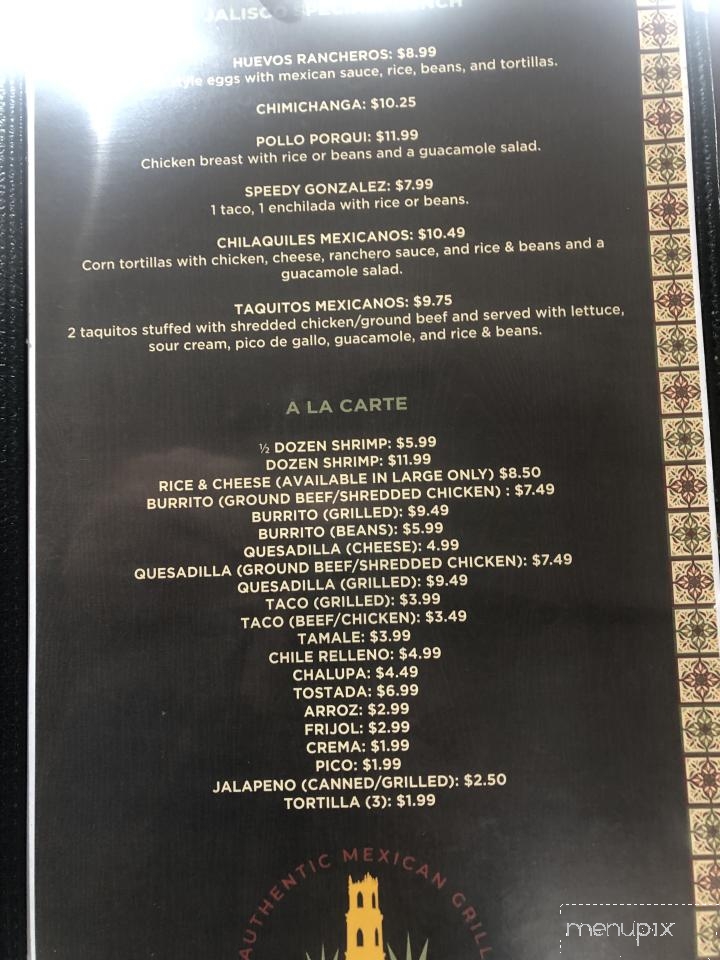 JALISCO SPECIAL LUNCH
HUEVOS RANCHEROS: $8.99
style eggs with mexican sauce, rice, beans, and tortillas.
CHIMICHANGA: $10.25
POLLO PORQUI: $11.99
Chicken breast with rice or beans and a guacamole salad.
SPEEDY GONZALEZ: $7.99
1 taco, 1 enchilada with rice or beans.
CHILAQUILES MEXICANOS: $10.49
Corn tortillas with chicken, cheese, ranchero sauce, and rice & beans and a
guacamole salad.
TAQUITOS MEXICANOS: $9.75
2 taquitos stuffed with shredded chicken/ground beef and served with lettuce,
sour cream, pico de gallo, guacamole, and rice & beans.
A LA CARTE
½ DOZEN SHRIMP: $5.99
DOZEN SHRIMP: $11.99
RICE & CHEESE (AVAILABLE IN LARGE ONLY) $8.50
BURRITO (GROUND BEEF/SHREDDED CHICKEN) : $7.49
BURRITO (GRILLED): $9.49
BURRITO (BEANS): $5.99
QUESADILLA (CHEESE): 4.99
QUESADILLA (GROUND BEEF/SHREDDED CHICKEN): $7.49
QUESADILLA (GRILLED): $9.49
TACO (GRILLED): $3.99
TACO (BEEF/CHICKEN): $3.49
TAMALE: $3.99
CHILE RELLENO: $4.99
CHALUPA: $4.49
TOSTADA: $6.99
ARROZ: $2.99
FRIJOL: $2.99
CREMA: $1.99
PICO: $1.99
JALAPENO (CANNED/GRILLED): $2.50
TORTILLA (3): $1.99
AUTHENTIC MEXICAN GRILL
menupix